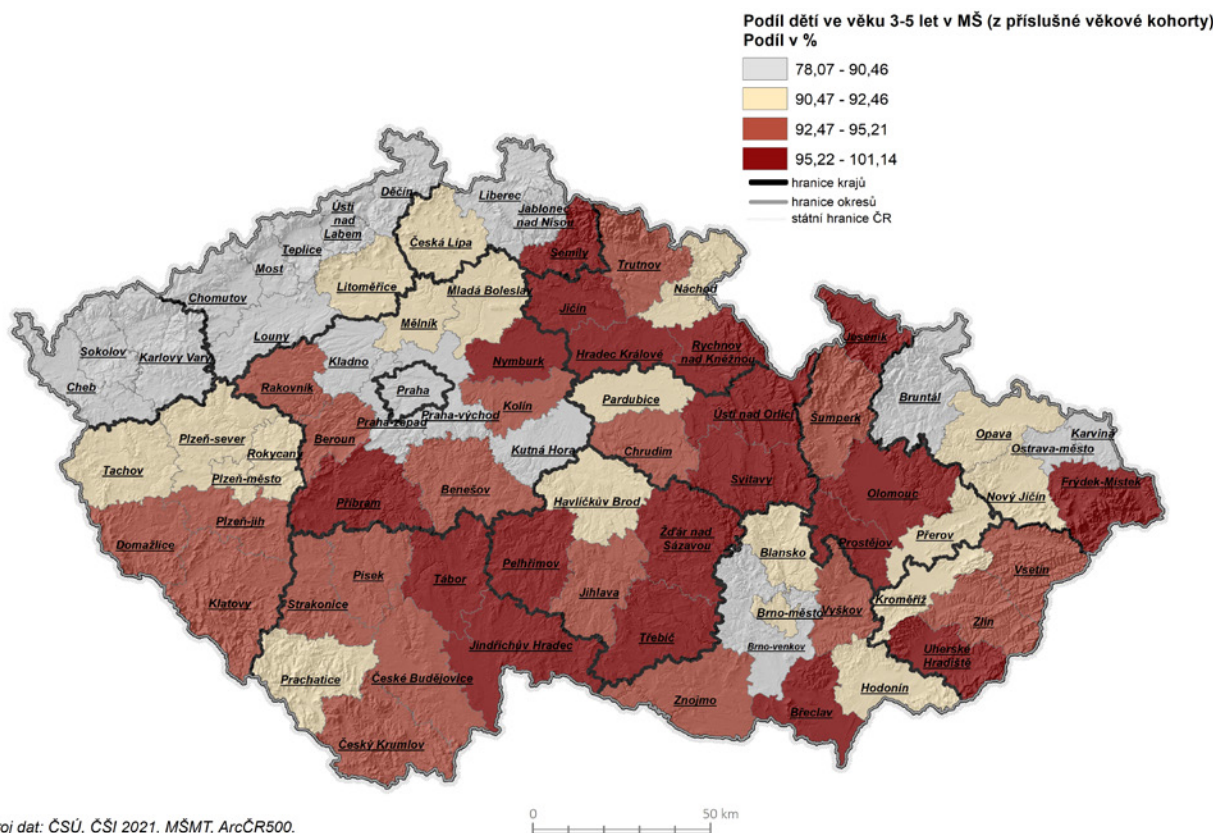 Podíl dětí ve věku 3-5 let v MŠ (z příslušné věkové kohorty)
Podíl v %
78,07 - 90,46
90,47 - 92,46
92,47 - 95,21
95,22 - 101,14
hranice krajů
hranice okresů
státní hranice ČR
Děčín
Liberec
Ústí
nad
Labem
Jablonec
nad Nisou
Teplice
Česká Lípa
Semily
Most
Trutnov
Litoměřice
Mladá Boleslav
Náchod
Chomutov
Jičín
Mělník
Louny
Jeseník
Sokolov
Karlovy Vary
Kladno
Nymburk
Hradec Králové
Rychnov
nad Kněžnou
Cheb
Rakovník
Praha
Pardubice
Bruntál
Kolín
Ústí nad Orlicí
Šumperk
Praha-západ
Praha-východ
Plzeň-sever
Beroun
Opava
Karviná
Rokycany
Kutná Hora
Chrudim
Ostrava-město
Tachov
Plzeň-město
Svitavy
Frýdek-Místek
Příbram
Benešov
Havlíčkův Brod
Olomouc
Nový Jičín
Plzeň-jih
Žďár nad
Sázavou
Přerov
Domažlice
Prostějov
Blansko
Pelhřimov
Vsetín
Písek
Tábor
Klatovy
Strakonice
Jihlava
Kroměříž
Brno-město
Vyškov
Zlín
Třebíč
Jindřichův Hradec
Brno-venkov
Uherské
Hradiště
Prachatice
České Budějovice
Hodonín
Znojmo
Břeclav
Český Krumlov
0
50 km
roj dat: ČSÚ, ČŠI 2021, MŠMT, ArcČR500.